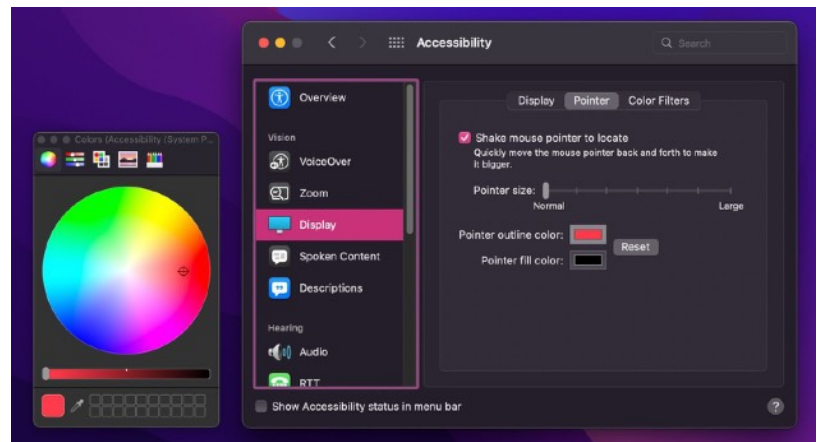 Accessibility
Search
Colors (Accessibility (System P...
Overview
Vision
VoiceOver
Zoom
Display
Spoken Content
Descriptions
Hearing
Audio
RTT
Display Pointer Color Filters
Shake mouse pointer to locate
Quickly move the mouse pointer back and forth to make
it bigger.
Pointer size:
Normal Large
Pointer outline color:
Reset
Pointer fill color:
Show Accessibility status in menu bar
?